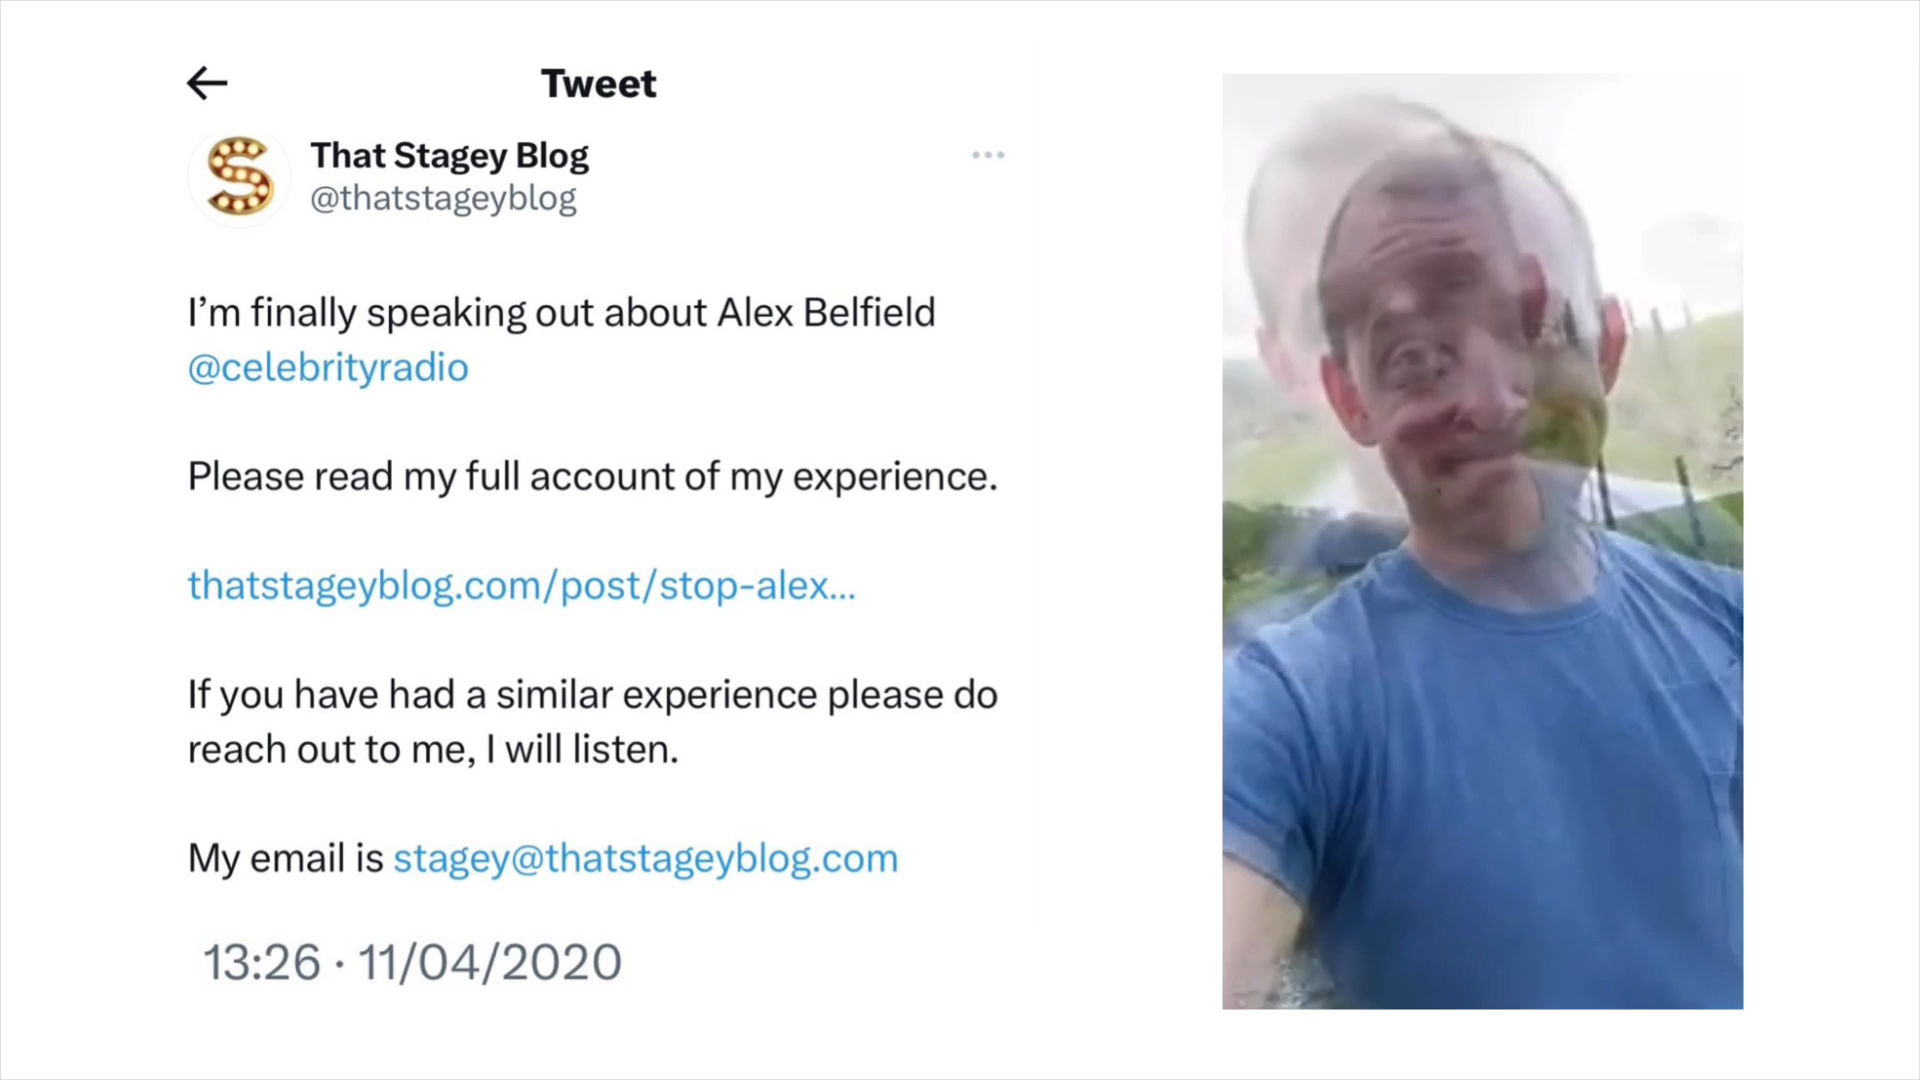 Tweet
That Stagey Blog
@thatstageyblog
I’m finally speaking out about Alex Belfield
@celebrityradio
Please read my full account of my experience.
thatstageyblog.com/post/stop-alex...
If you have had a similar experience please do
reach out to me, I will listen.
My email is stagey@thatstageyblog.com
13:26 · 11/04/2020